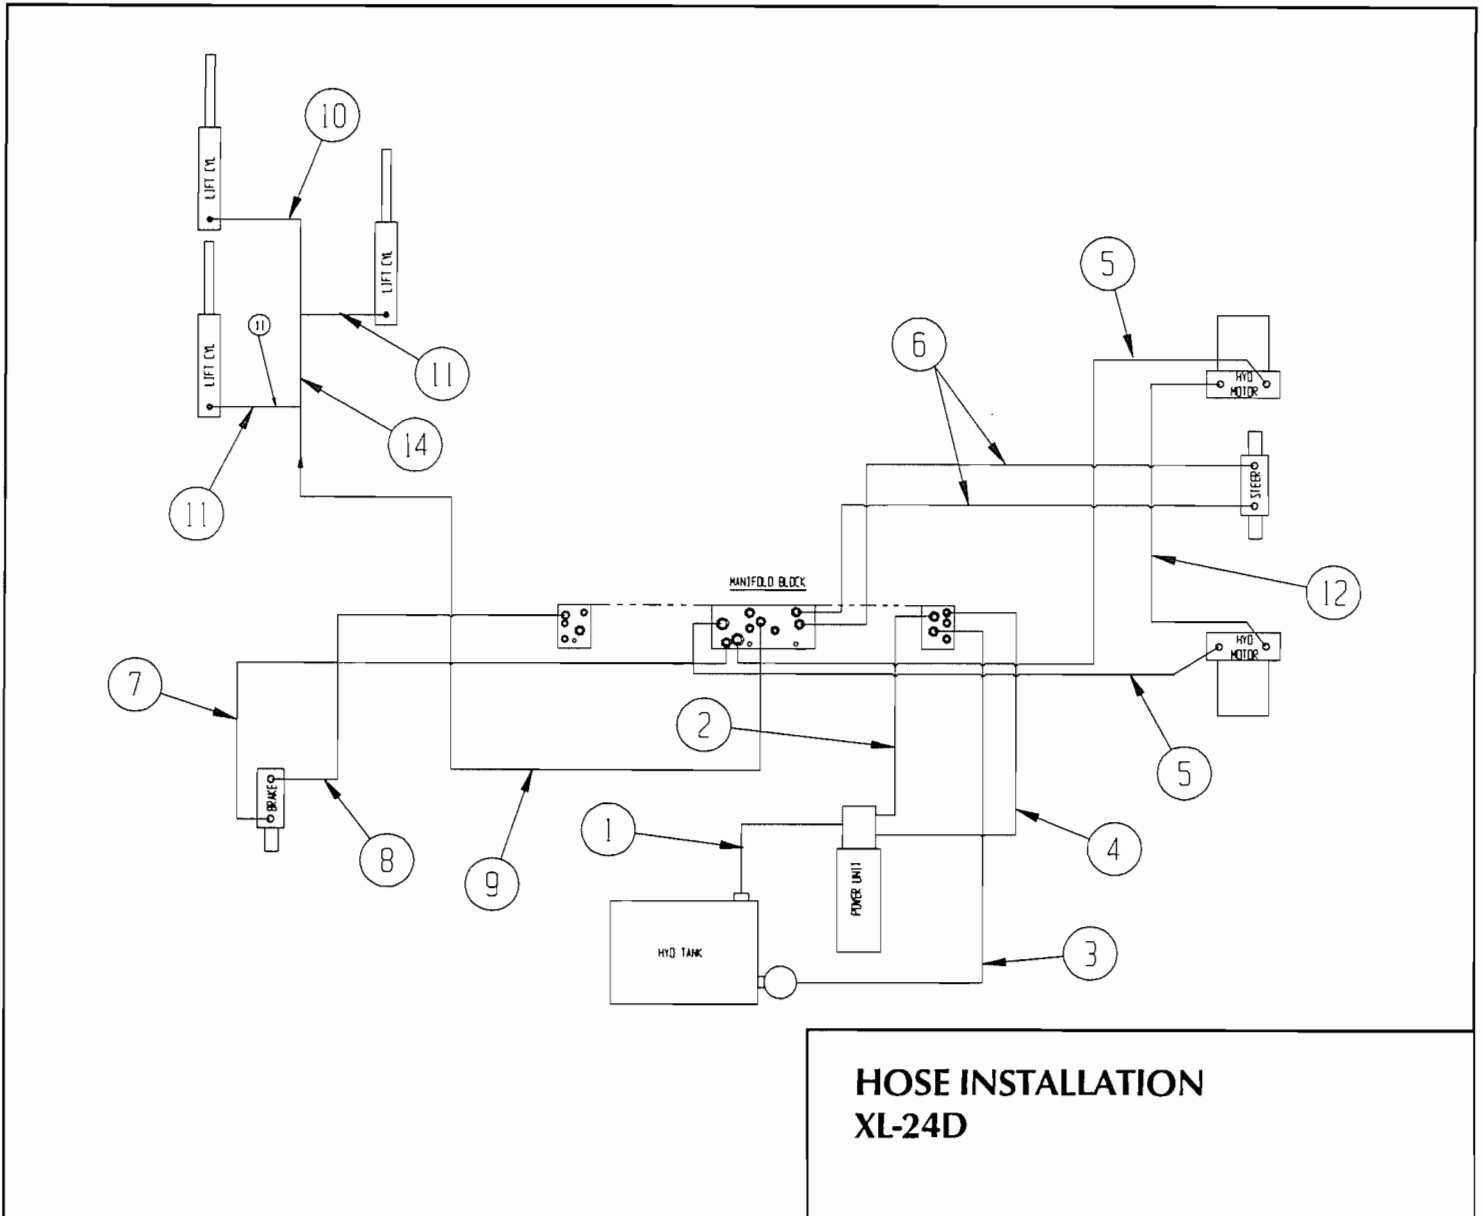 10
LIFT CYL
LIFT CYL
5
6
11
LIFT CYL
11
HYD
MOTOR
14
STEER
11
MANIFOLD BLOCK
12
HYD
MOTOR
7
2
5
BRAKE
1
4
8
9
POWER UNIT
HYD TANK
3
HOSE INSTALLATION
XL-24D